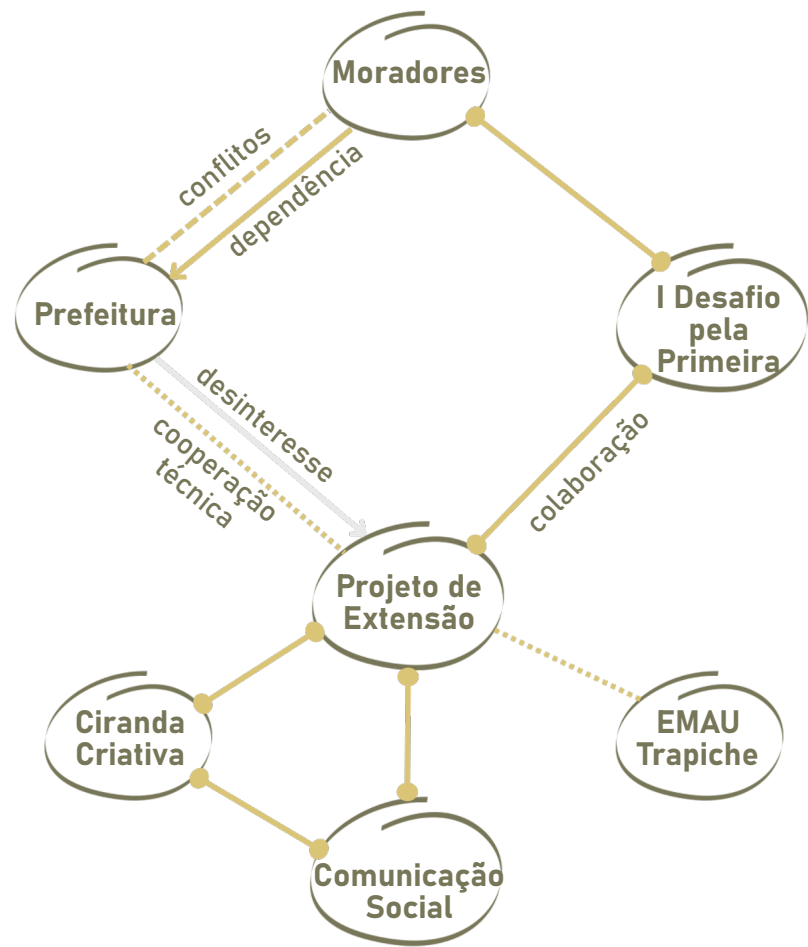 Moradores
conflitos
dependência
Prefeitura
I Desafio
pela
Primeira
desinteresse
cooperação
técnica
colaboração
Projeto de
Extensão
Ciranda
Criativa
EMAU
Trapiche
Comunicação
Social